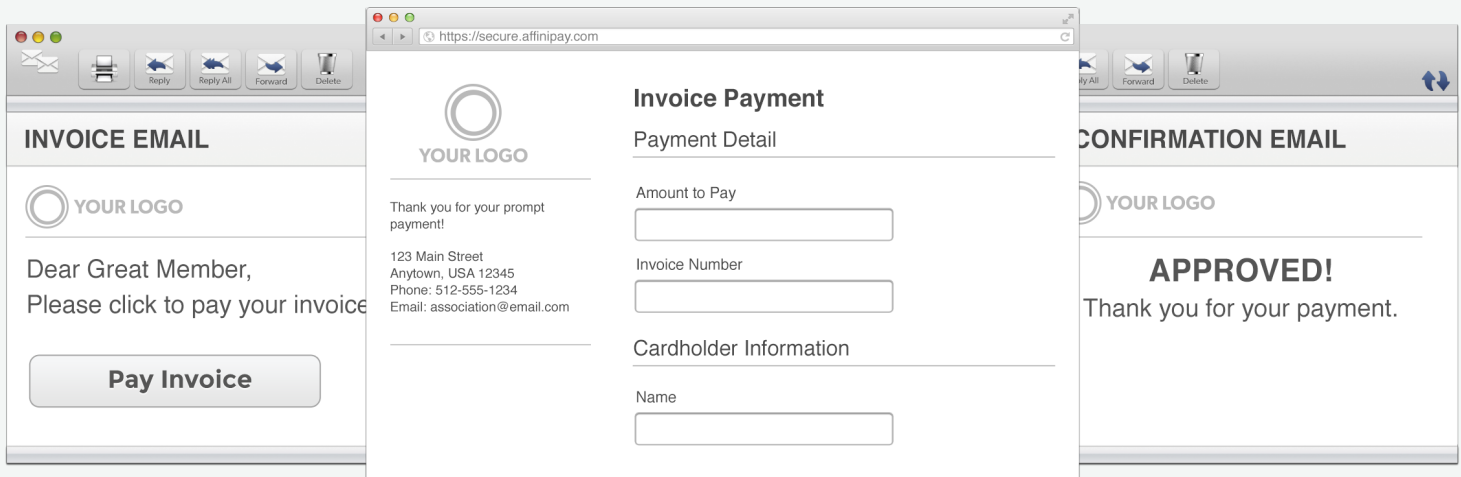 Reply
Reply All
Forward
Delete
INVOICE EMAIL
YOUR LOGO
Dear Great Member,
Please click to pay your invoice
Pay Invoice
https://secure.affinipay.com
YOUR LOGO
Thank you for your prompt
payment!
123 Main Street
Anytown, USA 12345
Phone: 512-555-1234
Email: association@email.com
Invoice Payment
Payment Detail
Amount to Pay
Invoice Number
Cardholder Information
Name
ly All
Forward
Delete
CONFIRMATION EMAIL
YOUR LOGO
APPROVED!
Thank you for your payment.